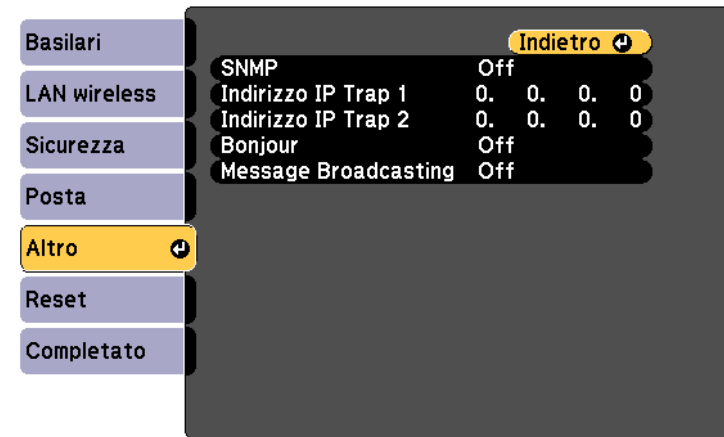 Basilari
LAN wireless
Sicurezza
Posta
Altro
Reset
Completato
Indietro
SNMP Off
Indirizzo IP Trap 1 0. 0. 0. 0
Indirizzo IP Trap 2 0. 0. 0. 0
Bonjour Off
Message Broadcasting Off